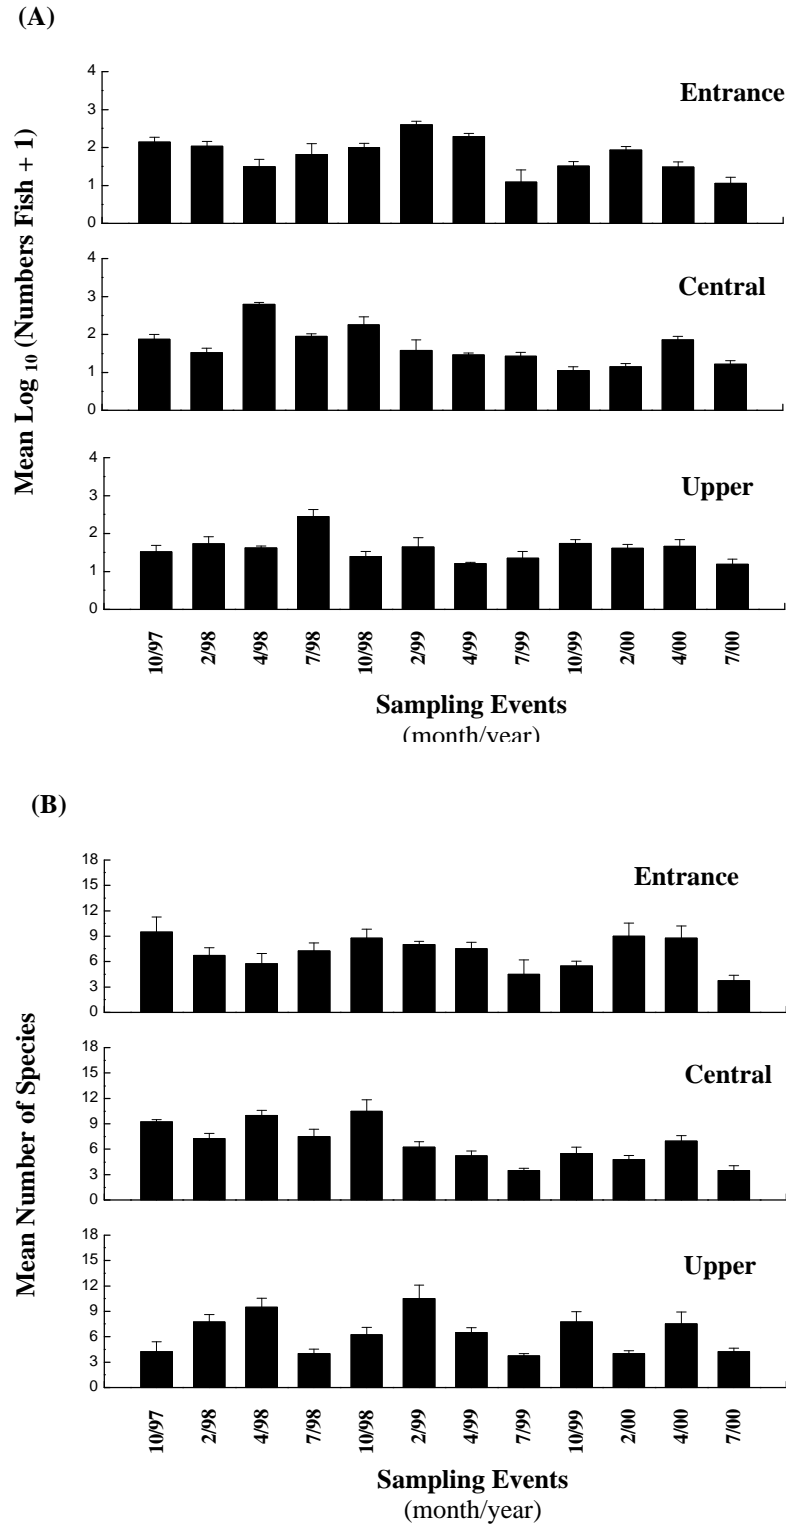 (A)
Mean Log 10 (Numbers Fish + 1)
4
3
2
1
0
Entrance
4
3
2
1
0
Central
4
3
2
1
0
Upper
10/97 2/98 4/98 7/98 10/98 2/99 4/99 7/99 10/99 2/00 4/00 7/00
Sampling Events
(month/year)
(B)
Mean Number of Species
18
15
12
9
6
3
0
Entrance
18
15
12
9
6
3
0
Central
18
15
12
9
6
3
0
Upper
10/97 2/98 4/98 7/98 10/98 2/99 4/99 7/99 10/99 2/00 4/00 7/00
Sampling Events
(month/year)